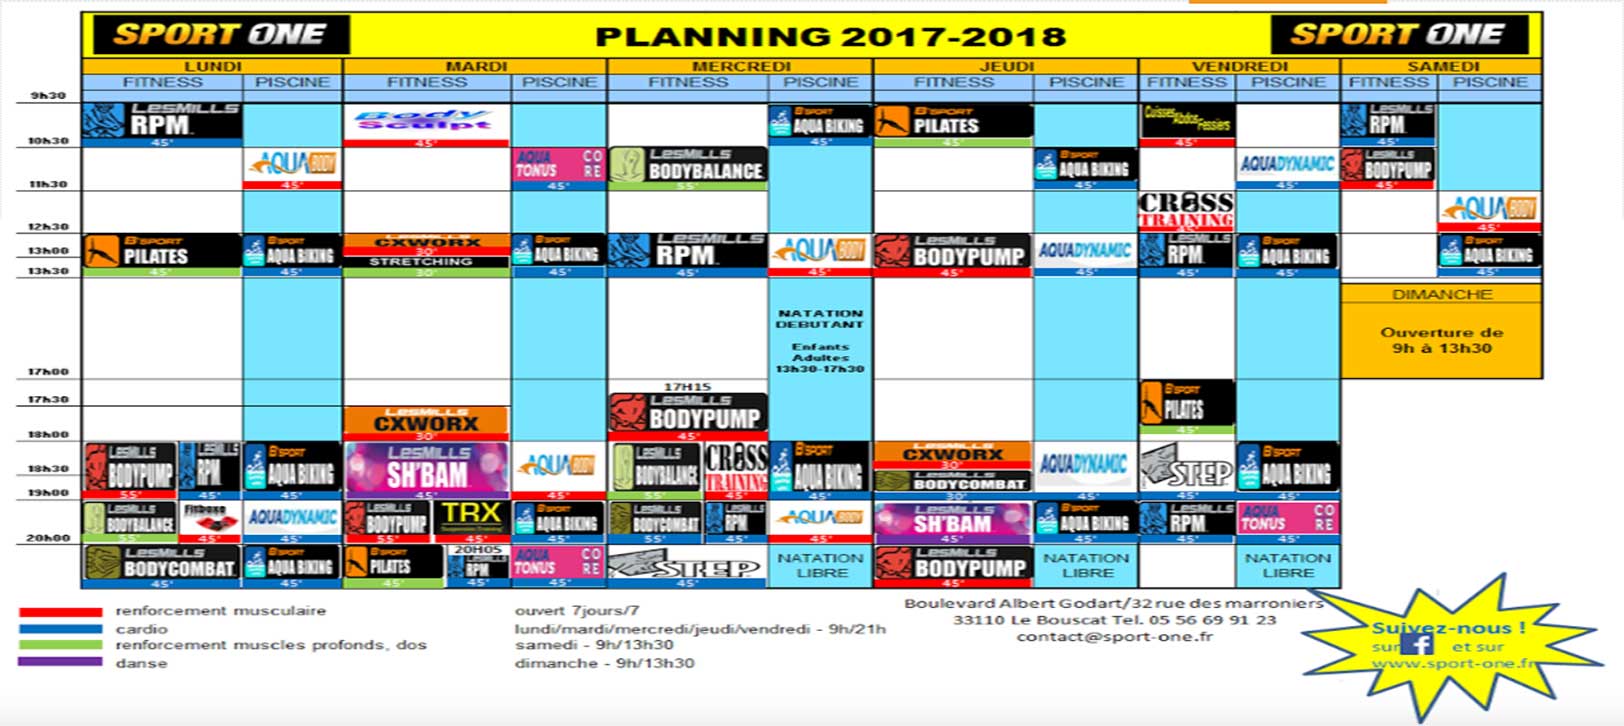 SPORT ONE PLANNING 2017-2018 SPORT ONE
LUNDI MARDI MERCREDI JEUDI VENDREDI SAMEDI
FITNESS PISCINE FITNESS PISCINE FITNESS PISCINE FITNESS PISCINE FITNESS PISCINE FITNESS PISCINE
9h30
LESMILLS RPM 45' Body Sculpt 45' B'SPORT AQUA BIKING 45' B'SPORT PILATES 45' Cuisses Abdos Fessiers 45' LESMILLS RPM 45'
10h30
AQUABODY 45' AQUA TONUS CORE 45' LESMILLS BODYBALANCE 55' B'SPORT AQUA BIKING 45' AQUADYNAMIC 45' LESMILLS BODYPUMP 45'
11h30
CROSS TRAINING 45' AQUABODY 45'
12h30
B'SPORT PILATES 45' B'SPORT AQUA BIKING 45' CXWORX 30' B'SPORT AQUA BIKING 45' LESMILLS RPM 45' AQUABODY 45' LESMILLS BODYPUMP 45' AQUADYNAMIC 45' LESMILLS RPM 45' B'SPORT AQUA BIKING 45' B'SPORT AQUA BIKING 45'
13h00
STRETCHING 30'
13h30
DIMANCHE
Ouverture de
9h à 13h30
NATATION
DEBUTANT
Enfants
Adultes
13h30-17h30
17h00
17H15
LESMILLS BODYPUMP 45' B'SPORT PILATES 45'
17h30
LESMILLS CXWORX 30'
18h00
LESMILLS BODYPUMP 55' LESMILLS RPM 45' B'SPORT AQUA BIKING 45' LESMILLS SH'BAM 45' AQUABODY 45' LESMILLS BODYBALANCE 55' CROSS TRAINING 45' B'SPORT AQUA BIKING 45' LESMILLS CXWORX 30' AQUADYNAMIC 45' STEP 45' B'SPORT AQUA BIKING 45'
18h30
LESMILLS BODYCOMBAT 30'
19h00
LESMILLS BODYBALANCE 55' Fitboxe 45' AQUADYNAMIC 45' LESMILLS BODYPUMP 55' TRX 45' B'SPORT AQUA BIKING 45' LESMILLS BODYCOMBAT 55' LESMILLS RPM 45' AQUABODY 45' LESMILLS SH'BAM 45' B'SPORT AQUA BIKING 45' LESMILLS RPM 45' AQUA TONUS CORE 45'
20h00
LESMILLS BODYCOMBAT 45' B'SPORT AQUA BIKING 45' B'SPORT PILATES 45' 20H05 LESMILLS RPM 45' AQUA TONUS CORE 45' STEP 45' NATATION LIBRE LESMILLS BODYPUMP 45' NATATION LIBRE NATATION LIBRE
renforcement musculaire
cardio
renforcement muscles profonds, dos
danse
ouvert 7jours/7
lundi/mardi/mercredi/jeudi/vendredi - 9h/21h
samedi - 9h/13h30
dimanche - 9h/13h30
Boulevard Albert Godart/32 rue des marroniers
33110 Le Bouscat Tel. 05 56 69 91 23
contact@sport-one.fr
Suivez-nous !
sur f et sur
www.sport-one.fr